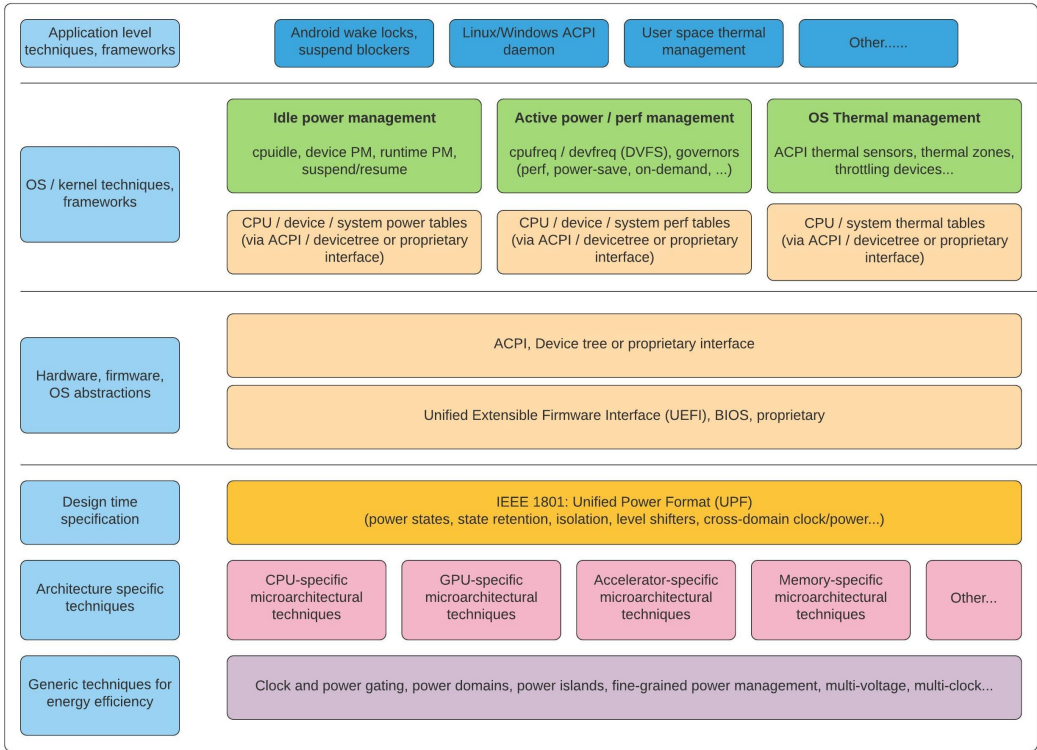 Application level
techniques, frameworks
Android wake locks,
suspend blockers
Linux/Windows ACPI
daemon
User space thermal
management
Other......
OS / kernel techniques,
frameworks
Idle power management
cpuidle, device PM, runtime PM,
suspend/resume
Active power / perf management
cpufreq / devfreq (DVFS), governors
(perf, power-save, on-demand, ...)
OS Thermal management
ACPI thermal sensors, thermal zones,
throttling devices...
CPU / device / system power tables
(via ACPI / devicetree or proprietary
interface)
CPU / device / system perf tables
(via ACPI / devicetree or proprietary
interface)
CPU / system thermal tables
(via ACPI / devicetree or proprietary
interface)
Hardware, firmware,
OS abstractions
ACPI, Device tree or proprietary interface
Unified Extensible Firmware Interface (UEFI), BIOS, proprietary
Design time
specification
IEEE 1801: Unified Power Format (UPF)
(power states, state retention, isolation, level shifters, cross-domain clock/power...)
Architecture specific
techniques
CPU-specific
microarchitectural
techniques
GPU-specific
microarchitectural
techniques
Accelerator-specific
microarchitectural
techniques
Memory-specific
microarchitectural
techniques
Other...
Generic techniques for
energy efficiency
Clock and power gating, power domains, power islands, fine-grained power management, multi-voltage, multi-clock...